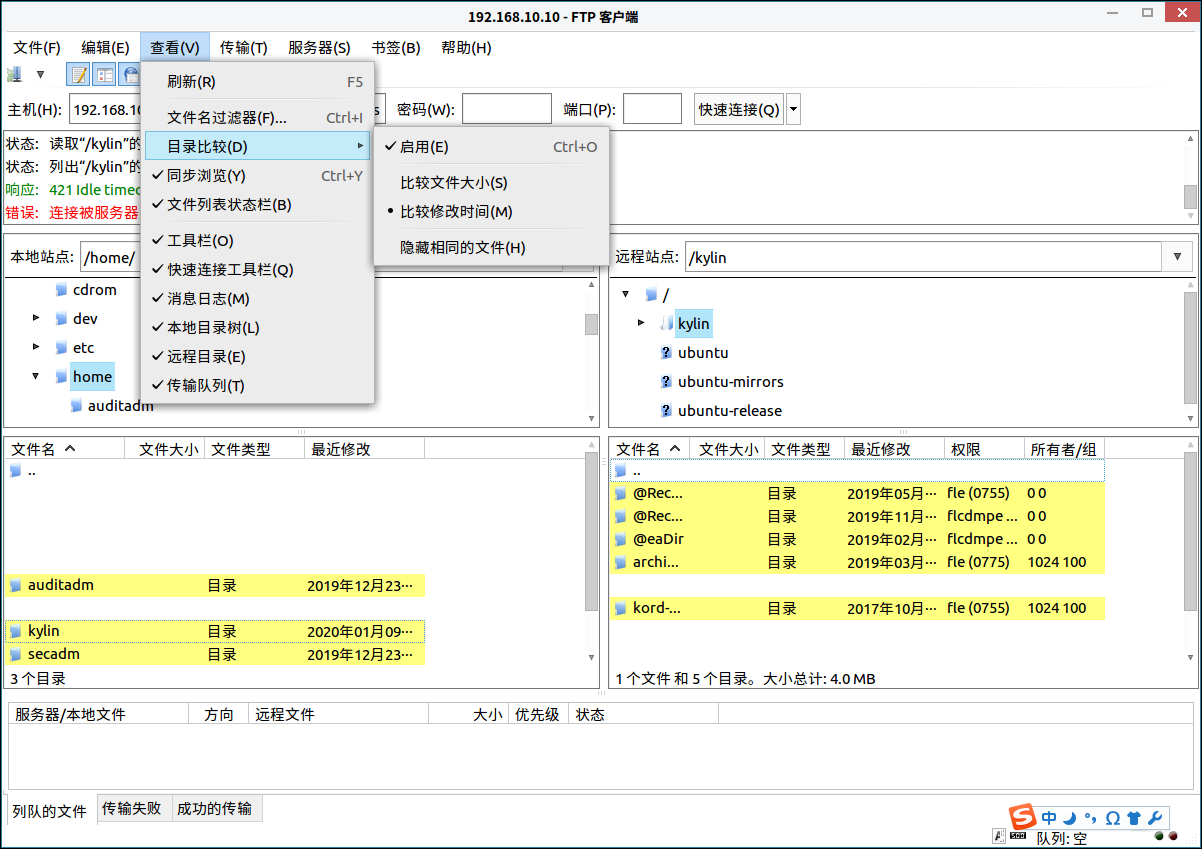 192.168.10.10 - FTP 客户端
文件(F) 编辑(E) 查看(V) 传输(T) 服务器(S) 书签(B) 帮助(H)
主机(H): 192.168.10 密码(W): 端口(P): 快速连接(Q)
刷新(R) F5
文件名过滤器(F)... Ctrl+I
目录比较(D)
同步浏览(Y) Ctrl+Y
文件列表状态栏(B)
工具栏(O)
快速连接工具栏(Q)
消息日志(M)
本地目录树(L)
远程目录(E)
传输队列(T)
启用(E) Ctrl+O
比较文件大小(S)
比较修改时间(M)
隐藏相同的文件(H)
状态: 读取“/kylin”的
状态: 列出“/kylin”的
响应: 421 Idle timeo
错误: 连接被服务器
本地站点: /home/
cdrom
dev
etc
home
auditadm
远程站点: /kylin
/
kylin
ubuntu
ubuntu-mirrors
ubuntu-release
文件名 文件大小 文件类型 最近修改
..
auditadm 目录 2019年12月23···
kylin 目录 2020年01月09···
secadm 目录 2019年12月23···
3 个目录
文件名 文件大小 文件类型 最近修改 权限 所有者/组
..
@Rec... 目录 2019年05月··· fle (0755) 0 0
@Rec... 目录 2019年11月··· flcdmpe ... 0 0
@eaDir 目录 2019年02月··· flcdmpe ... 0 0
archi... 目录 2019年03月··· fle (0775) 1024 100
kord-... 目录 2017年10月··· fle (0755) 1024 100
1 个文件 和 5 个目录。大小总计: 4.0 MB
服务器/本地文件 方向 远程文件 大小 优先级 状态
列队的文件 传输失败 成功的传输
中
队列: 空